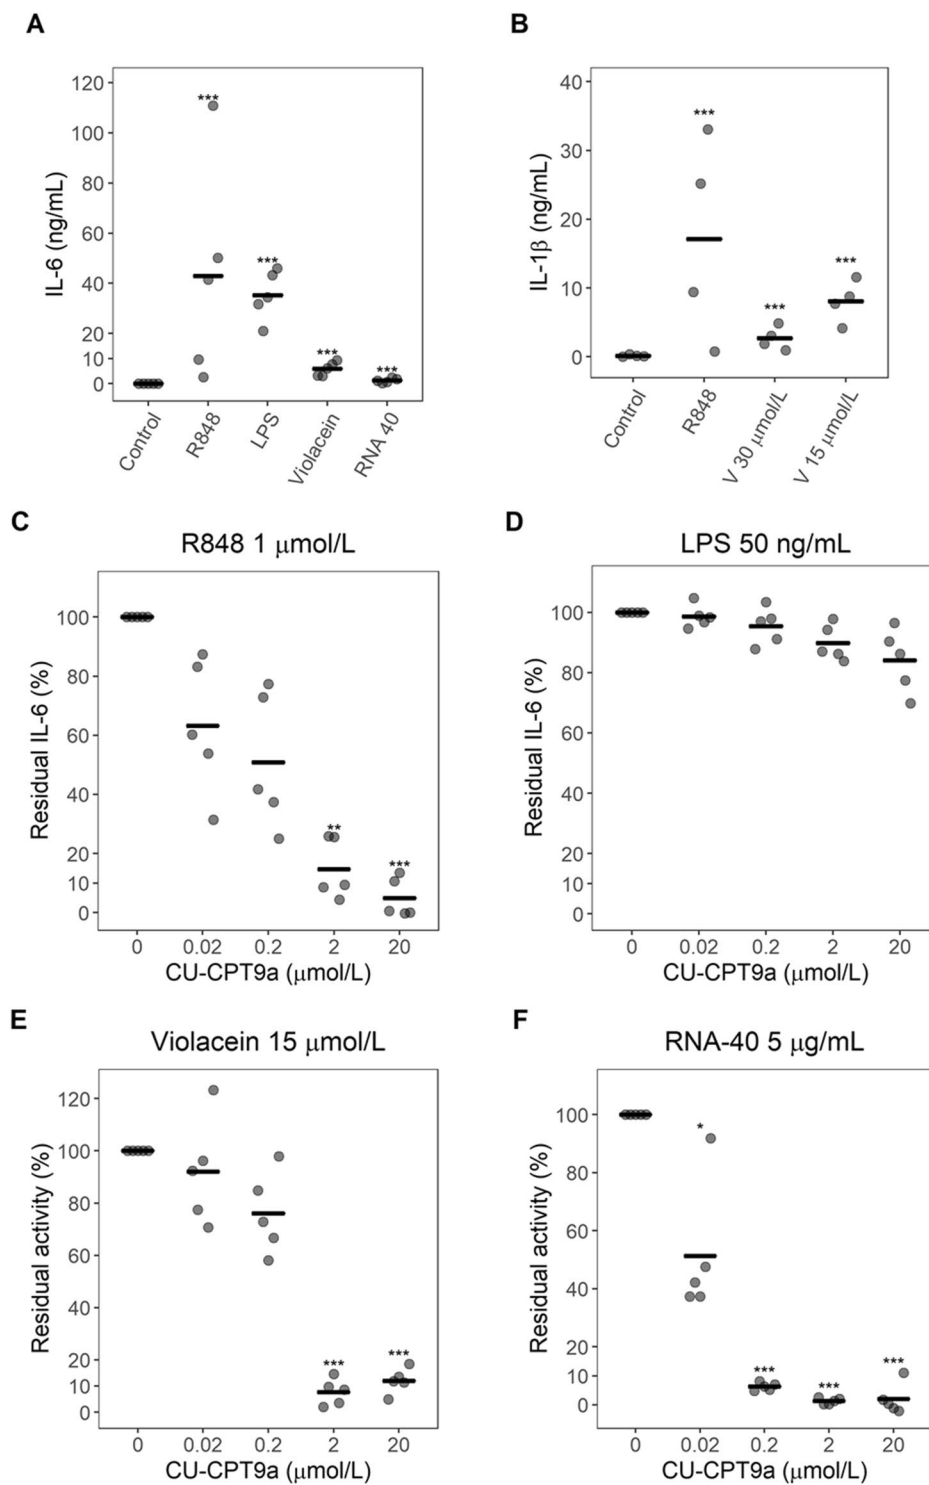 A
B
IL-6 (ng/mL)
120
100
80
60
40
20
10
0
***
***
***
***
Control
R848
LPS
Violacein
RNA 40
IL-1β (ng/mL)
40
30
20
10
0
***
***
***
Control
R848
V 30 μmol/L
V 15 μmol/L
C
D
R848 1 μmol/L
Residual IL-6 (%)
100
80
60
40
20
10
0
**
***
0 0.02 0.2 2 20
CU-CPT9a (μmol/L)
LPS 50 ng/mL
Residual IL-6 (%)
100
80
60
40
20
10
0
0 0.02 0.2 2 20
CU-CPT9a (μmol/L)
E
F
Violacein 15 μmol/L
Residual activity (%)
120
100
80
60
40
20
10
0
***
***
0 0.02 0.2 2 20
CU-CPT9a (μmol/L)
RNA-40 5 μg/mL
Residual activity (%)
100
80
60
40
20
10
0
*
***
***
***
0 0.02 0.2 2 20
CU-CPT9a (μmol/L)